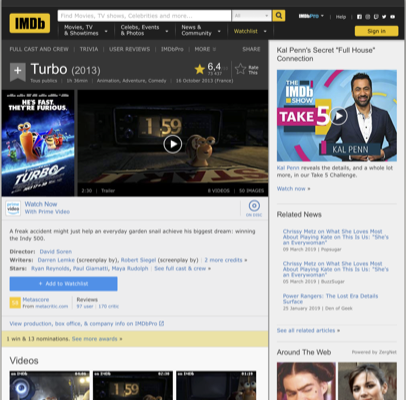 IMDb
Find Movies, TV shows, Celebrities and more...
All
IMDbPro
Help
Movies, TV
& Showtimes
Celebs, Events
& Photos
News &
Community
Watchlist
Sign in
FULL CAST AND CREW | TRIVIA | USER REVIEWS | IMDbPro | MORE
SHARE
Turbo (2013)
6,4
Rate
This
Tous publics | 1h 36min | Animation, Adventure, Comedy | 16 October 2013 (France)
HE'S FAST.
THEY'RE FURIOUS.
TURBO
1:59
2:30 | Trailer
8 VIDEOS | 50 IMAGES
prime video
Watch Now
With Prime Video
ON DISC
A freak accident might just help an everyday garden snail achieve his biggest dream: winning
the Indy 500.
Director: David Soren
Writers: Darren Lemke (screenplay by), Robert Siegel (screenplay by) | 2 more credits »
Stars: Ryan Reynolds, Paul Giamatti, Maya Rudolph | See full cast & crew »
+ Add to Watchlist
Metascore
From metacritic.com
Reviews
97 user | 170 critic
View production, box office, & company info on IMDbPro
1 win & 13 nominations. See more awards »
Videos
Kal Penn's Secret "Full House"
Connection
THE
IMDb
SHOW
TAKE 5
KAL PENN
Kal Penn reveals the details, and a whole lot
more, in our Take 5 Challenge.
Watch now »
Related News
Chrissy Metz on What She Loves Most
About Playing Kate on This Is Us: "She's
an Everywoman"
09 March 2019 | Popsugar
Chrissy Metz on What She Loves Most
About Playing Kate on This Is Us: "She's
an Everywoman"
09 March 2019 | BuzzSugar
Power Rangers: The Lost Era Details
Surface
25 January 2019 | Den of Geek
See all related articles »
Around The Web
Powered by ZergNet